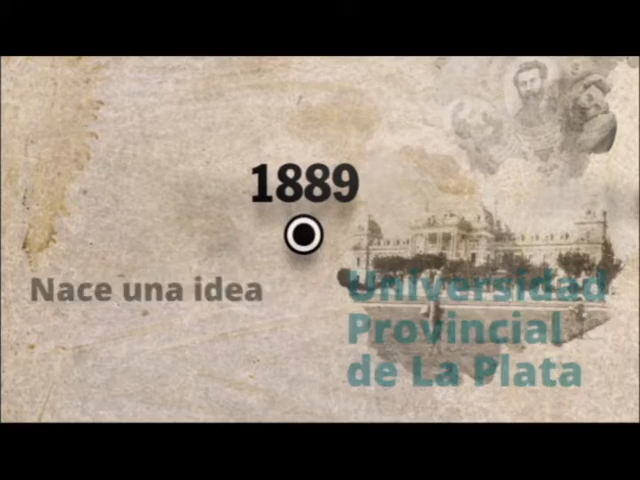 1889
Nace una idea
Universidad
Provincial
de La Plata